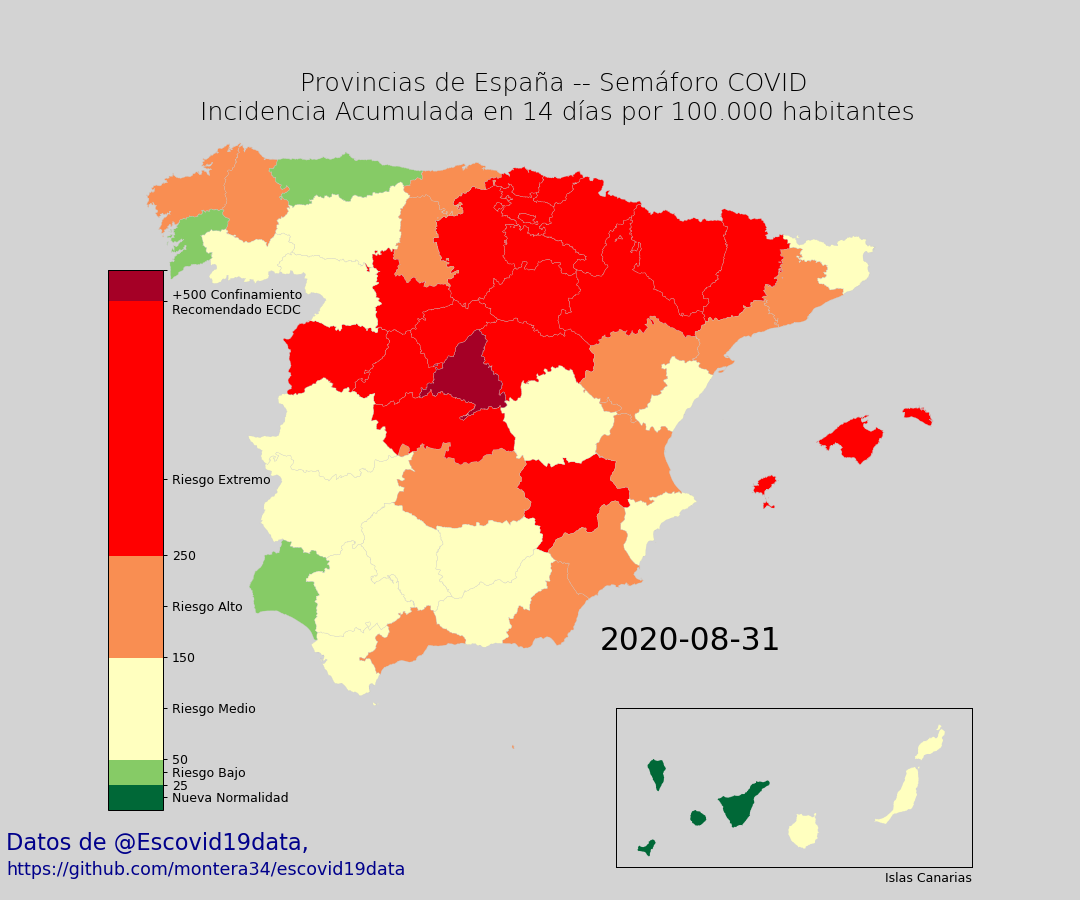 Provincias de España -- Semáforo COVID
Incidencia Acumulada en 14 días por 100.000 habitantes
+500 Confinamiento
Recomendado ECDC
Riesgo Extremo
250
Riesgo Alto
150
Riesgo Medio
50
Riesgo Bajo
25
Nueva Normalidad
2020-08-31
Islas Canarias
Datos de @Escovid19data,
https://github.com/montera34/escovid19data